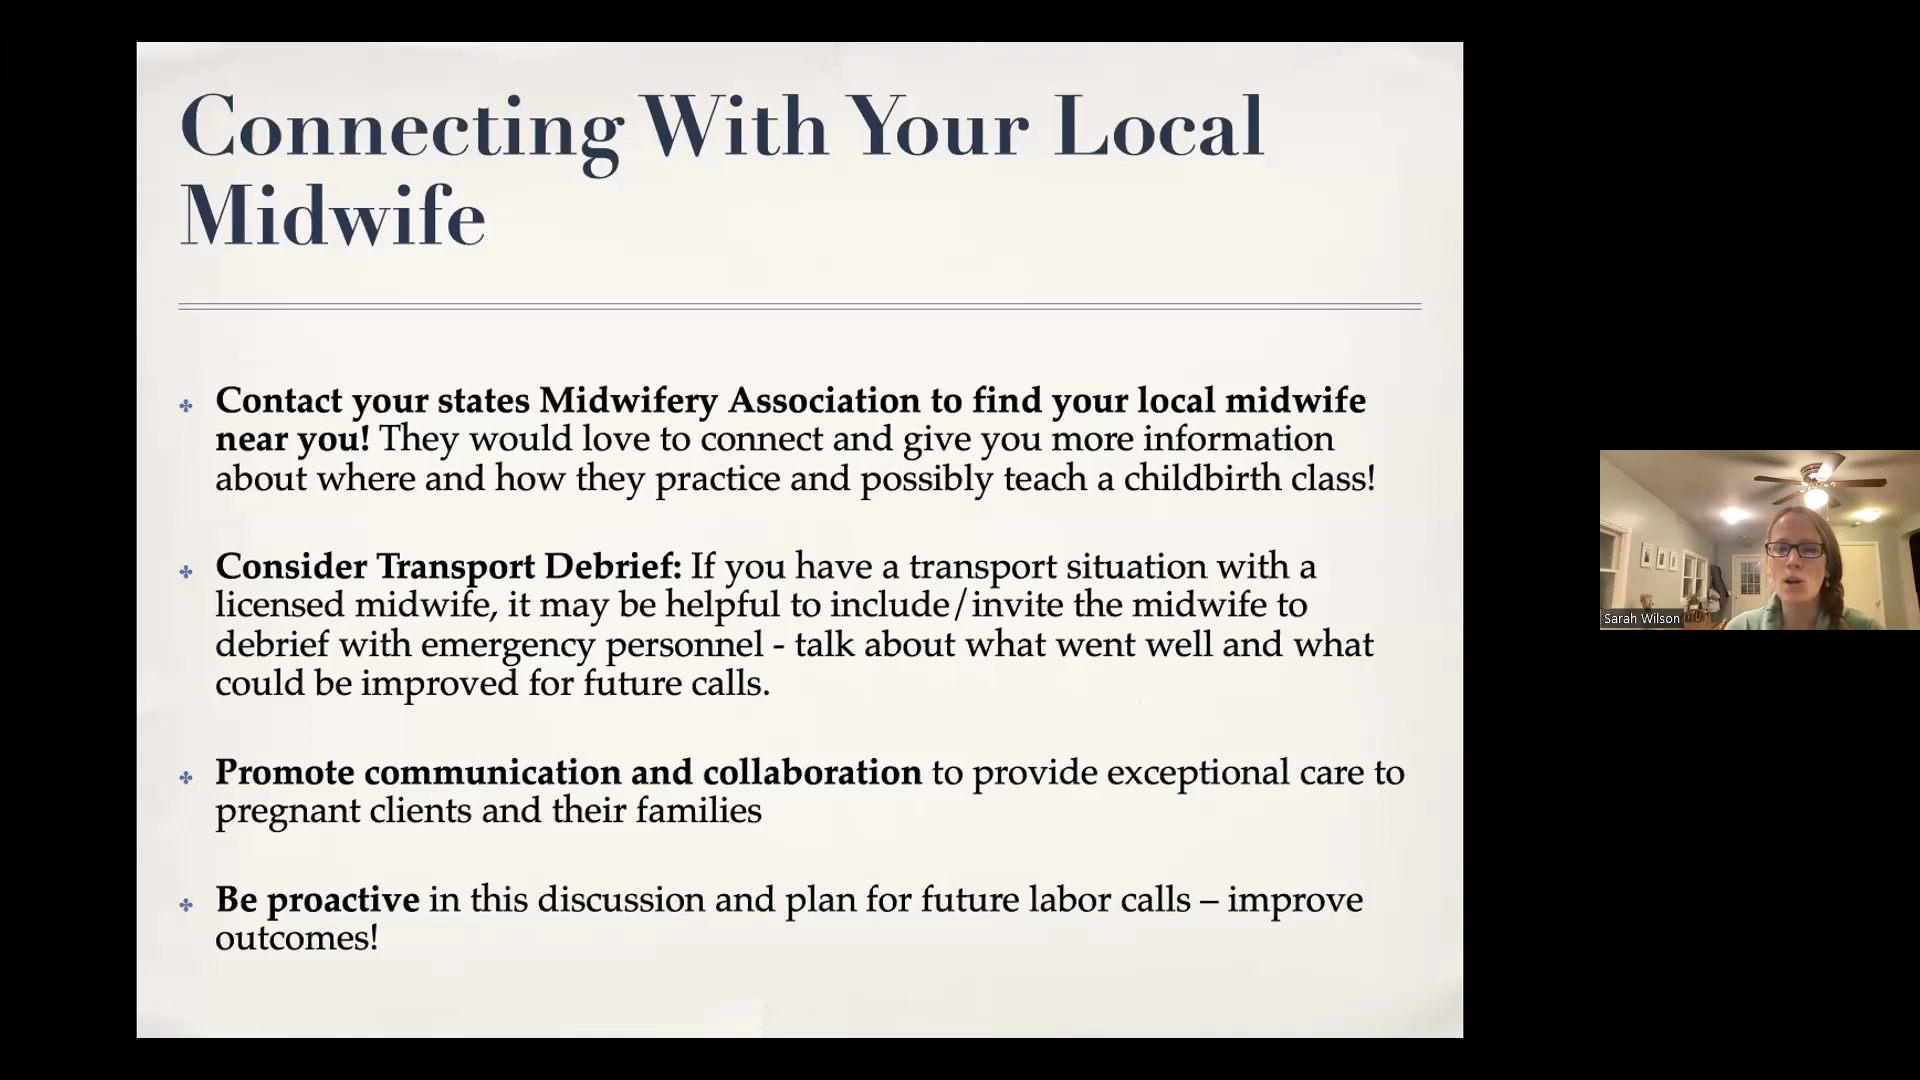 Connecting With Your Local
Midwife
Contact your states Midwifery Association to find your local midwife
near you! They would love to connect and give you more information
about where and how they practice and possibly teach a childbirth class!
Consider Transport Debrief: If you have a transport situation with a
licensed midwife, it may be helpful to include/invite the midwife to
debrief with emergency personnel - talk about what went well and what
could be improved for future calls.
Promote communication and collaboration to provide exceptional care to
pregnant clients and their families
Be proactive in this discussion and plan for future labor calls – improve
outcomes!
Sarah Wilson